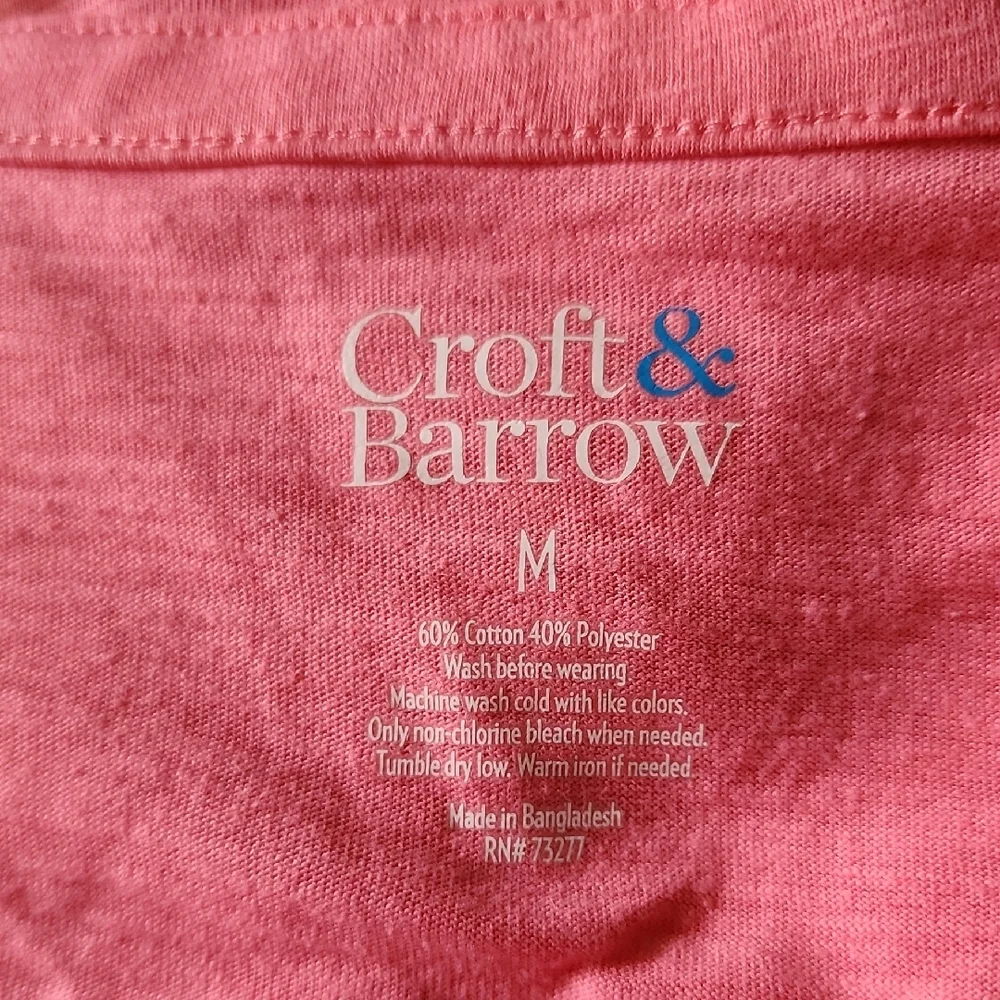 Croft &
Barrow
M
60% Cotton 40% Polyester
Wash before wearing.
Machine wash cold with like colors.
Only non-chlorine bleach when needed.
Tumble dry low. Warm iron if needed.
Made in Bangladesh
RN# 73277